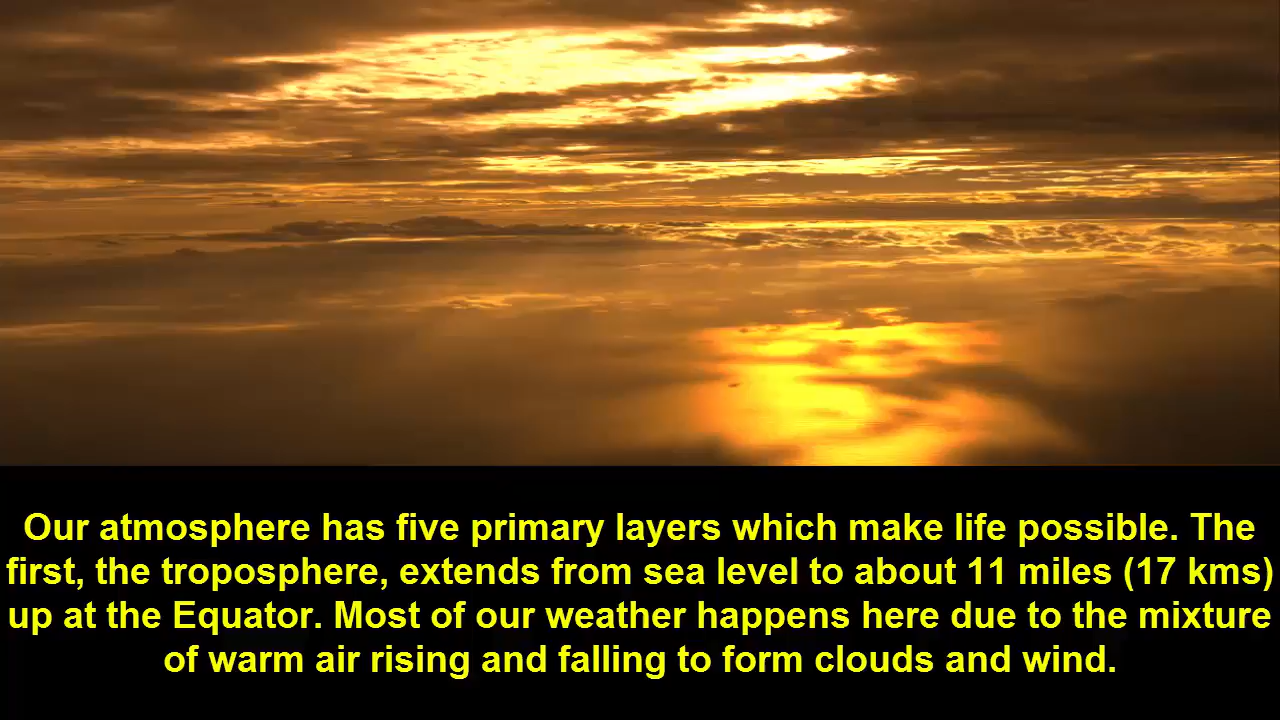 Our atmosphere has five primary layers which make life possible. The
first, the troposphere, extends from sea level to about 11 miles (17 kms)
up at the Equator. Most of our weather happens here due to the mixture
of warm air rising and falling to form clouds and wind.